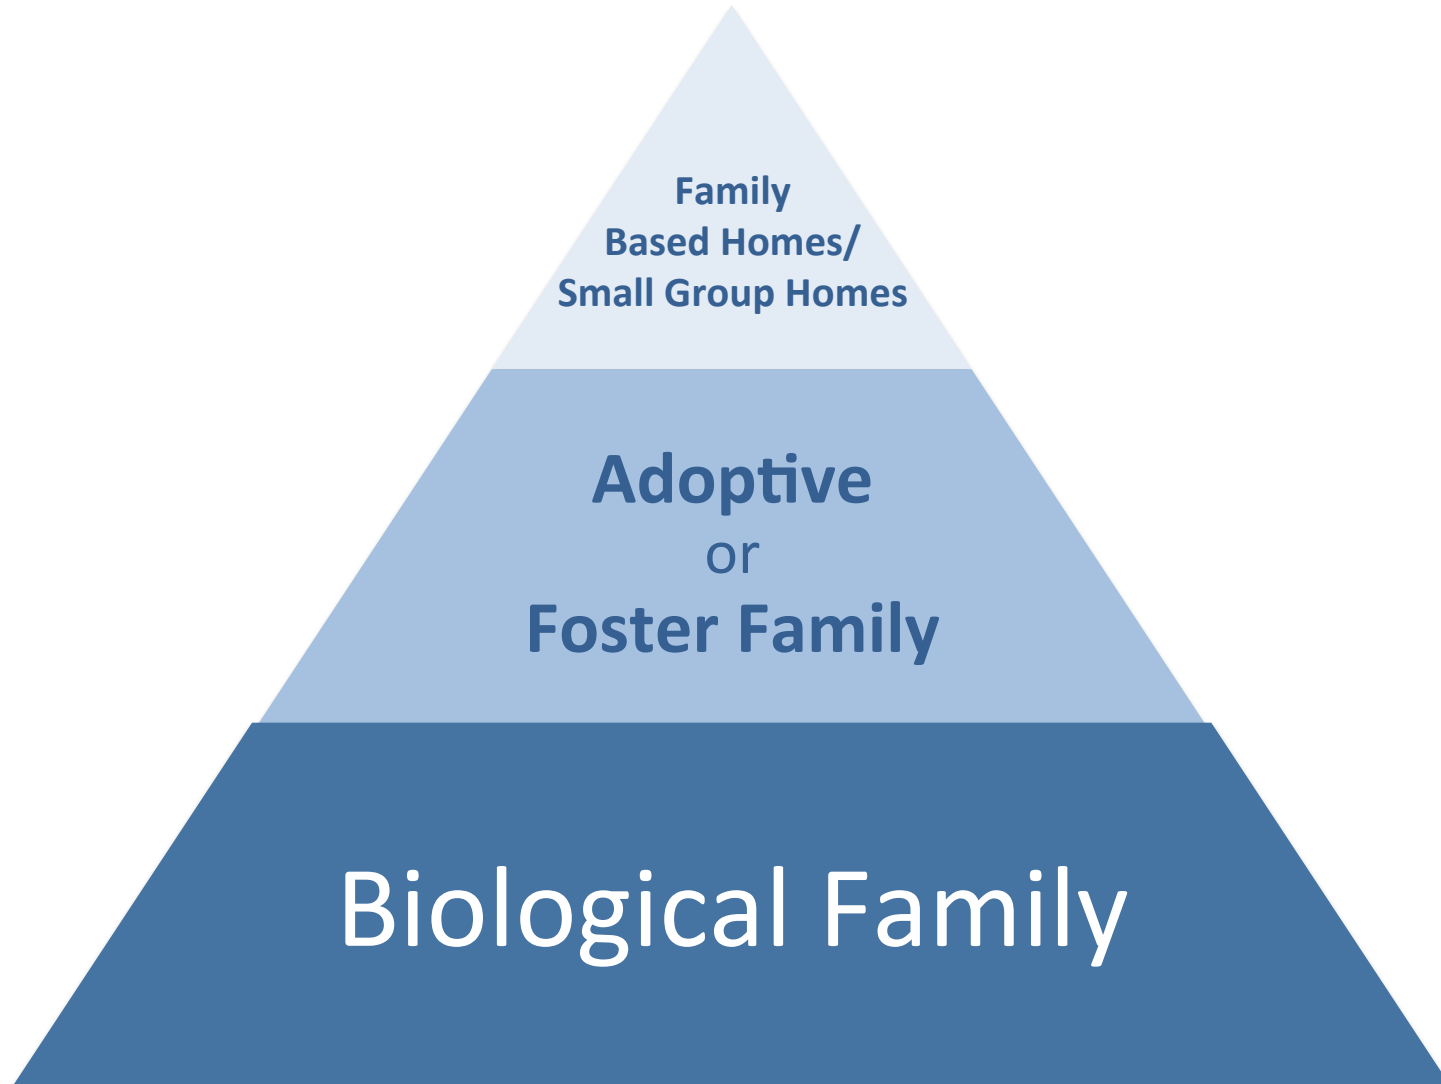 Family
Based Homes/
Small Group Homes
Adoptive
or
Foster Family
Biological Family